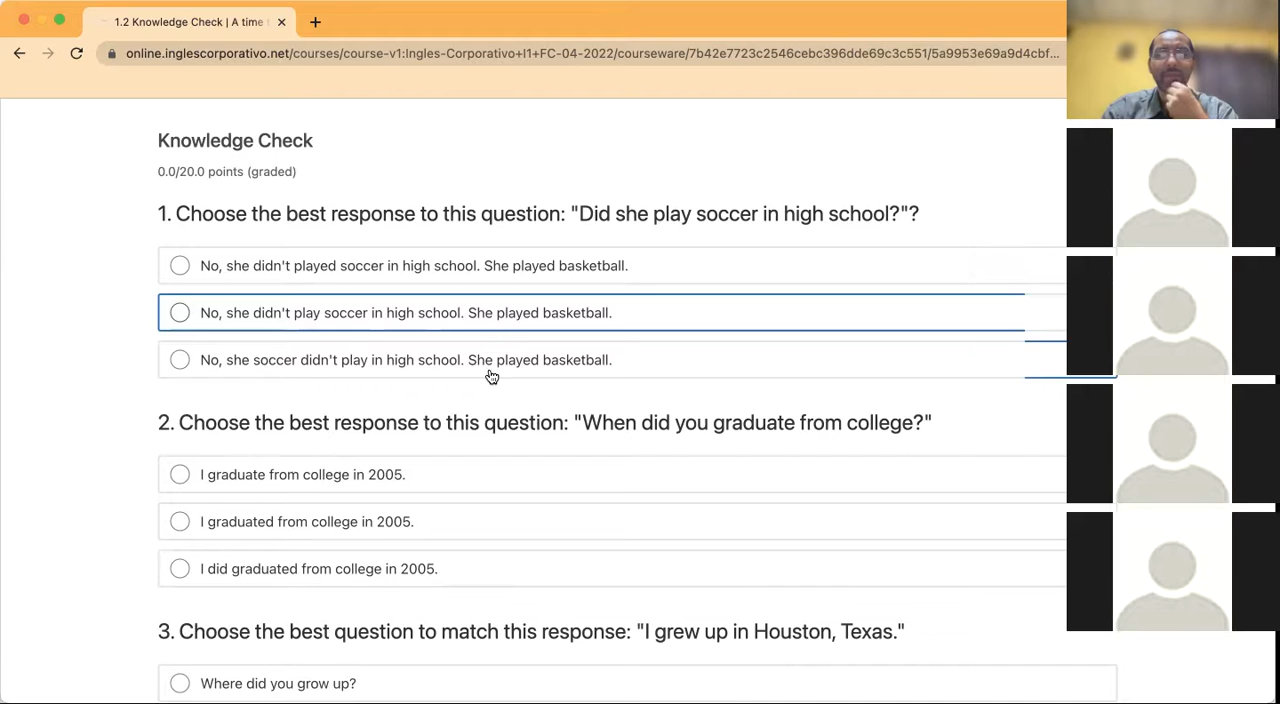 1.2 Knowledge Check | A time
online.inglescorporativo.net/courses/course-v1:Ingles-Corporativo+I1+FC-04-2022/courseware/7b42e7723c2546cebc396dde69c3c551/5a9953e69a9d4cbf...
Knowledge Check
0.0/20.0 points (graded)
1. Choose the best response to this question: "Did she play soccer in high school?"?
No, she didn't played soccer in high school. She played basketball.
No, she didn't play soccer in high school. She played basketball.
No, she soccer didn't play in high school. She played basketball.
2. Choose the best response to this question: "When did you graduate from college?"
I graduate from college in 2005.
I graduated from college in 2005.
I did graduated from college in 2005.
3. Choose the best question to match this response: "I grew up in Houston, Texas."
Where did you grow up?